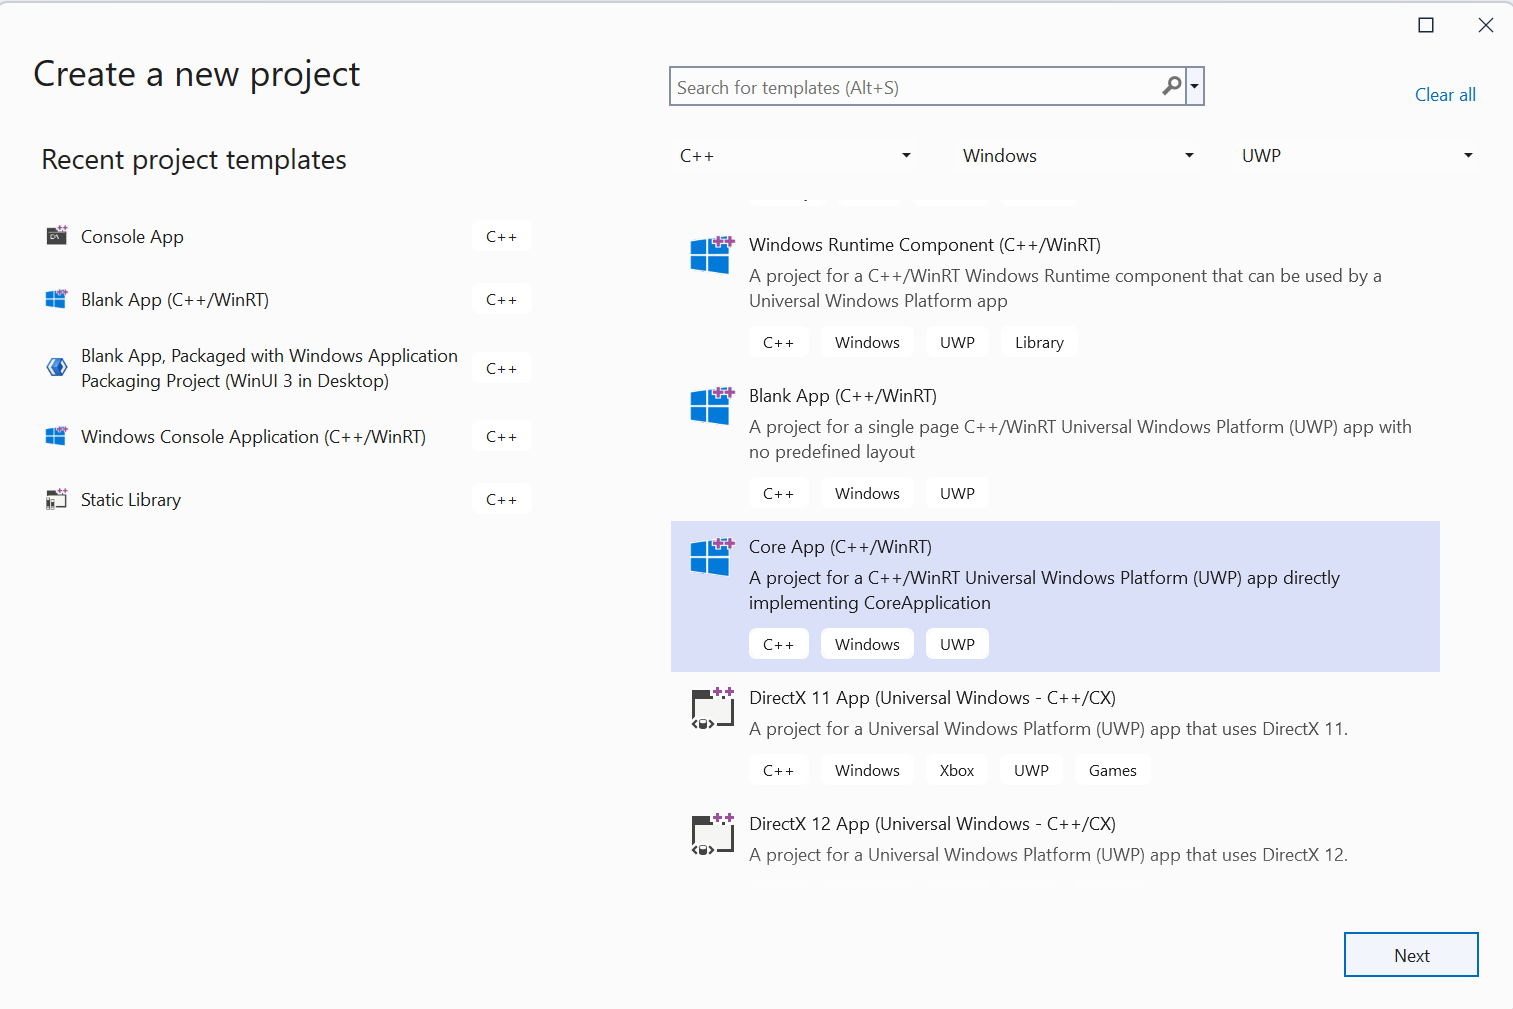 Create a new project
Search for templates (Alt+S)
Clear all
Recent project templates
C++
Windows
UWP
Console App
C++
Blank App (C++/WinRT)
C++
Blank App, Packaged with Windows Application
Packaging Project (WinUI 3 in Desktop)
C++
Windows Console Application (C++/WinRT)
C++
Static Library
C++
Windows Runtime Component (C++/WinRT)
A project for a C++/WinRT Windows Runtime component that can be used by a
Universal Windows Platform app
C++ Windows UWP Library
Blank App (C++/WinRT)
A project for a single page C++/WinRT Universal Windows Platform (UWP) app with
no predefined layout
C++ Windows UWP
Core App (C++/WinRT)
A project for a C++/WinRT Universal Windows Platform (UWP) app directly
implementing CoreApplication
C++ Windows UWP
DirectX 11 App (Universal Windows - C++/CX)
A project for a Universal Windows Platform (UWP) app that uses DirectX 11.
C++ Windows Xbox UWP Games
DirectX 12 App (Universal Windows - C++/CX)
A project for a Universal Windows Platform (UWP) app that uses DirectX 12.
Next